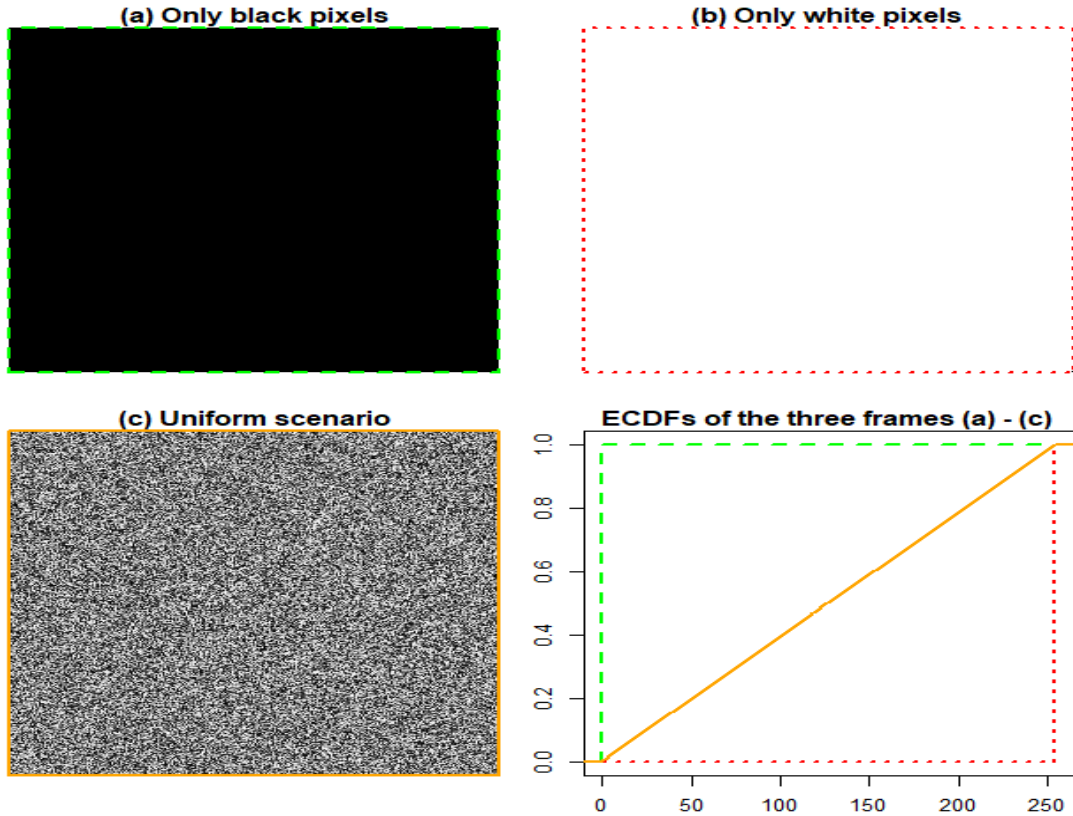 (a) Only black pixels
(b) Only white pixels
(c) Uniform scenario
ECDFs of the three frames (a) - (c)
1.0
0.8
0.6
0.4
0.2
0.0
0 50 100 150 200 250